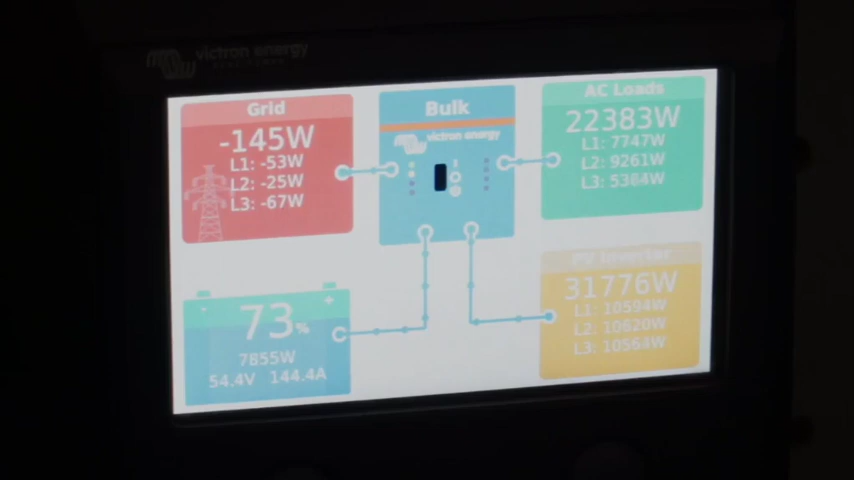 victron energy
Grid
-145W
L1: -53W
L2: -25W
L3: -67W
Bulk
victron energy
AC Loads
22383W
L1: 7747W
L2: 9261W
L3: 5364W
73%
7855W
54.4V 144.4A
PV Inverter
31776W
L1: 10594W
L2: 10620W
L3: 10564W